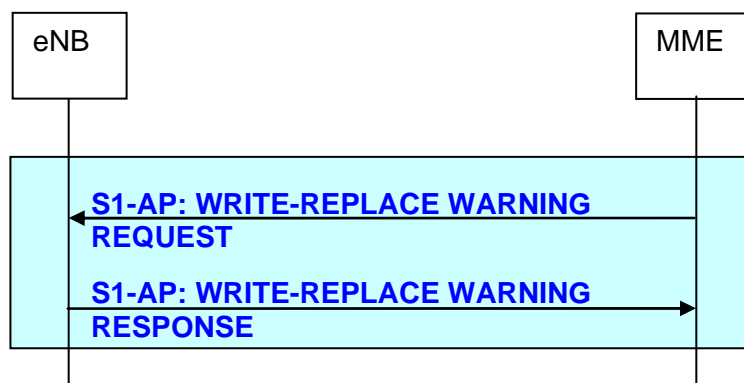 eNB
MME
S1-AP: WRITE-REPLACE WARNING
REQUEST
S1-AP: WRITE-REPLACE WARNING
RESPONSE